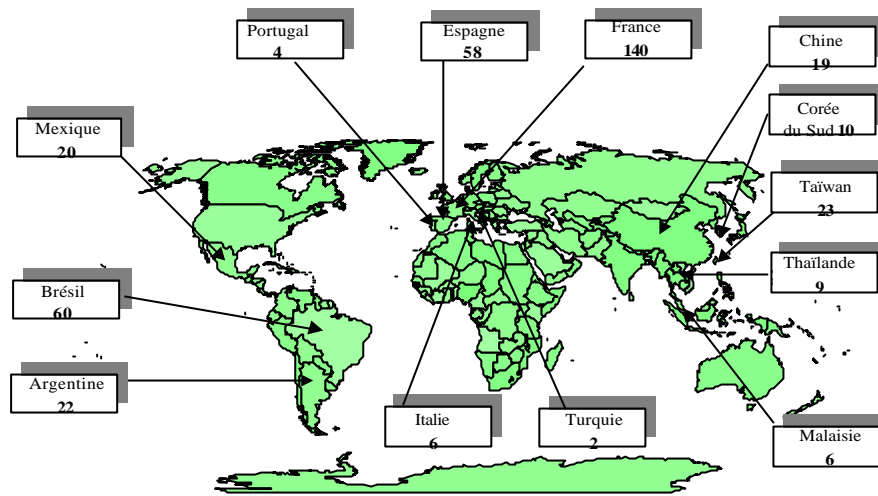 Portugal
4
Espagne
58
France
140
Chine
19
Corée
du Sud 10
Mexique
20
Taïwan
23
Thaïlande
9
Brésil
60
Argentine
22
Italie
6
Turquie
2
Malaisie
6